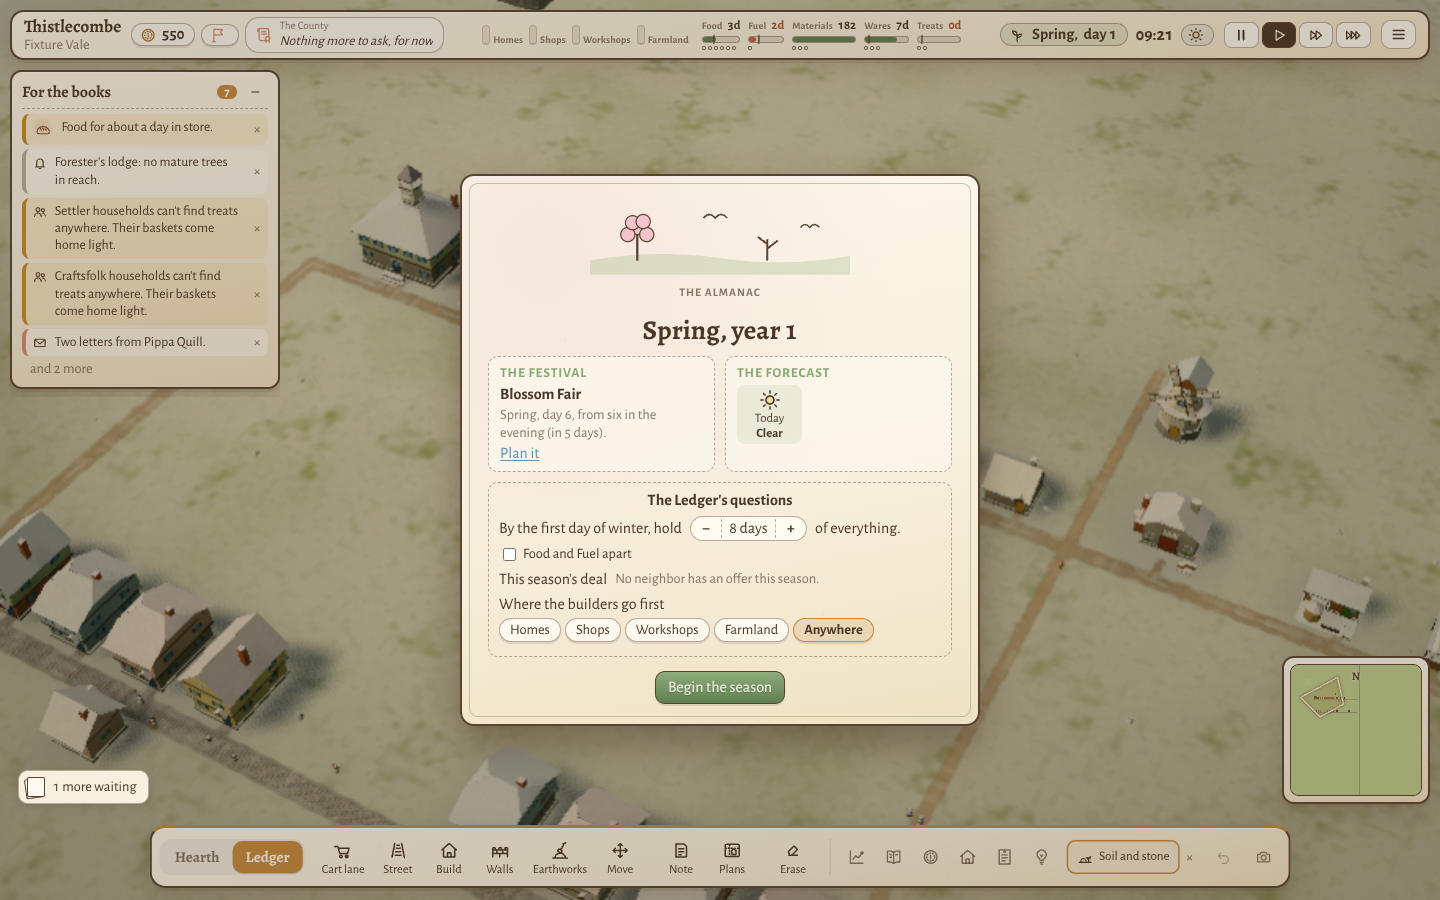 Thistlecombe
Fixture Vale
550
The County
Nothing more to ask, for now
Homes
Shops
Workshops
Farmland
Food 3d
Fuel 2d
Materials 182
Wares 7d
Treats 0d
Spring, day 1
09:21
For the books
7
Food for about a day in store.
×
Forester's lodge: no mature trees
in reach.
×
Settler households can't find treats
anywhere. Their baskets come
home light.
×
Craftsfolk households can't find
treats anywhere. Their baskets
come home light.
×
Two letters from Pippa Quill.
×
and 2 more
THE ALMANAC
Spring, year 1
THE FESTIVAL
Blossom Fair
Spring, day 6, from six in the
evening (in 5 days).
Plan it
THE FORECAST
Today
Clear
The Ledger's questions
By the first day of winter, hold − 8 days + of everything.
Food and Fuel apart
This season's deal No neighbor has an offer this season.
Where the builders go first
Homes
Shops
Workshops
Farmland
Anywhere
Begin the season
N
1 more waiting
Hearth
Ledger
Cart lane
Street
Build
Walls
Earthworks
Move
Note
Plans
Erase
Soil and stone
×